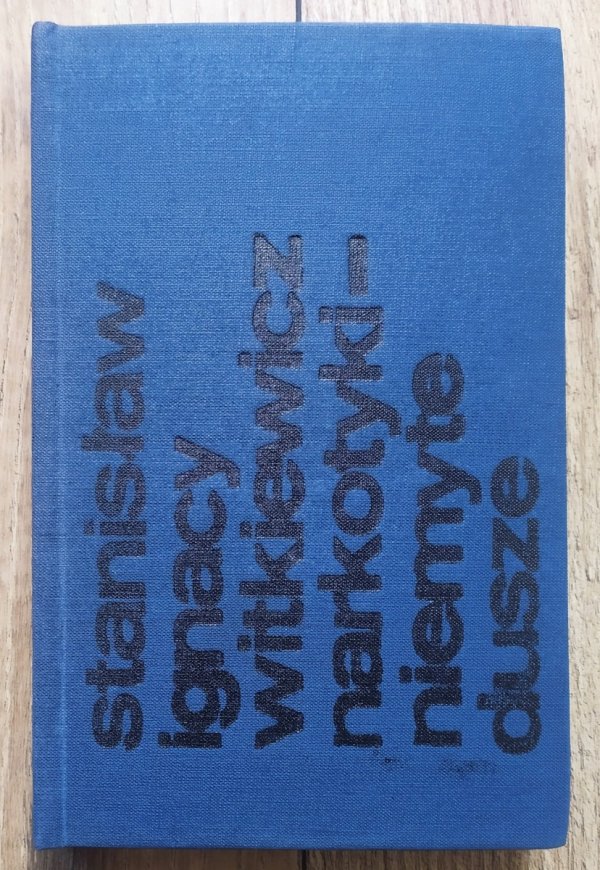 stanisław
ignacy
witkiewicz
narkotyki–
niemyte
dusze